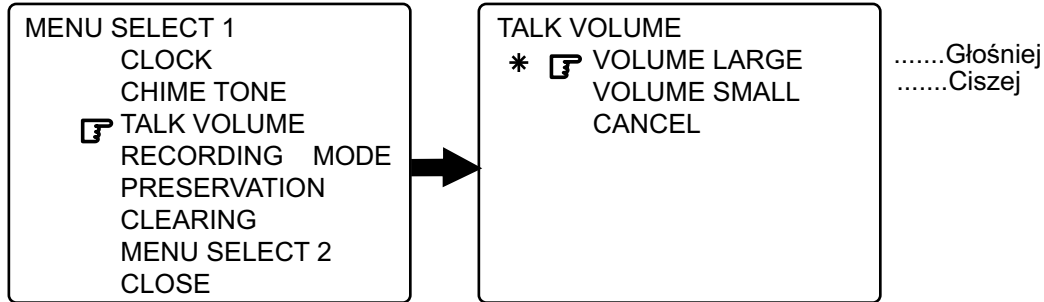 MENU SELECT 1
CLOCK
CHIME TONE
TALK VOLUME
RECORDING MODE
PRESERVATION
CLEARING
MENU SELECT 2
CLOSE
TALK VOLUME
* VOLUME LARGE .......Głośniej
VOLUME SMALL .......Ciszej
CANCEL